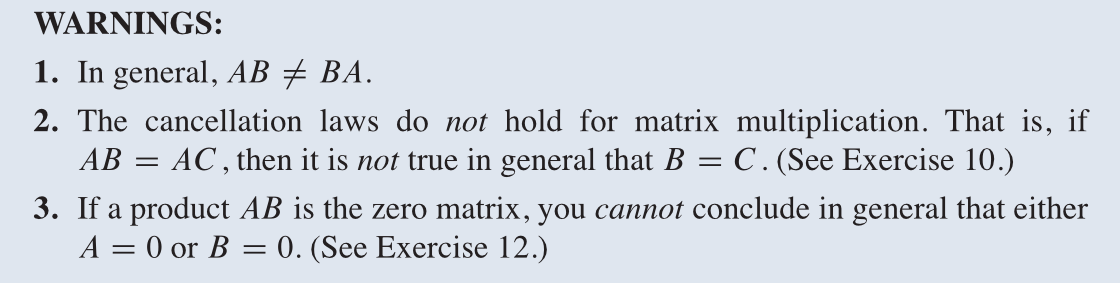 WARNINGS:
1. In general, AB ≠ BA.
2. The cancellation laws do not hold for matrix multiplication. That is, if
AB = AC, then it is not true in general that B = C. (See Exercise 10.)
3. If a product AB is the zero matrix, you cannot conclude in general that either
A = 0 or B = 0. (See Exercise 12.)